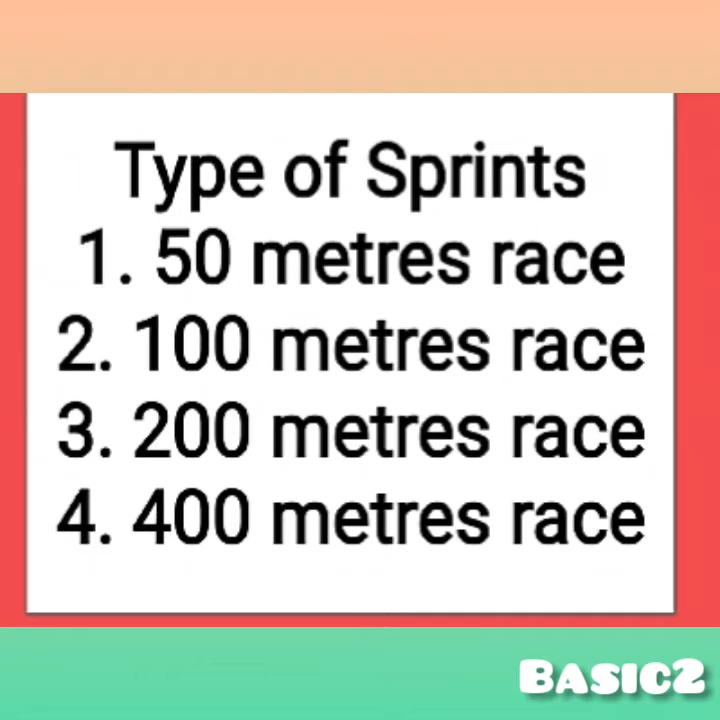 Type of Sprints
1. 50 metres race
2. 100 metres race
3. 200 metres race
4. 400 metres race
BASIC2